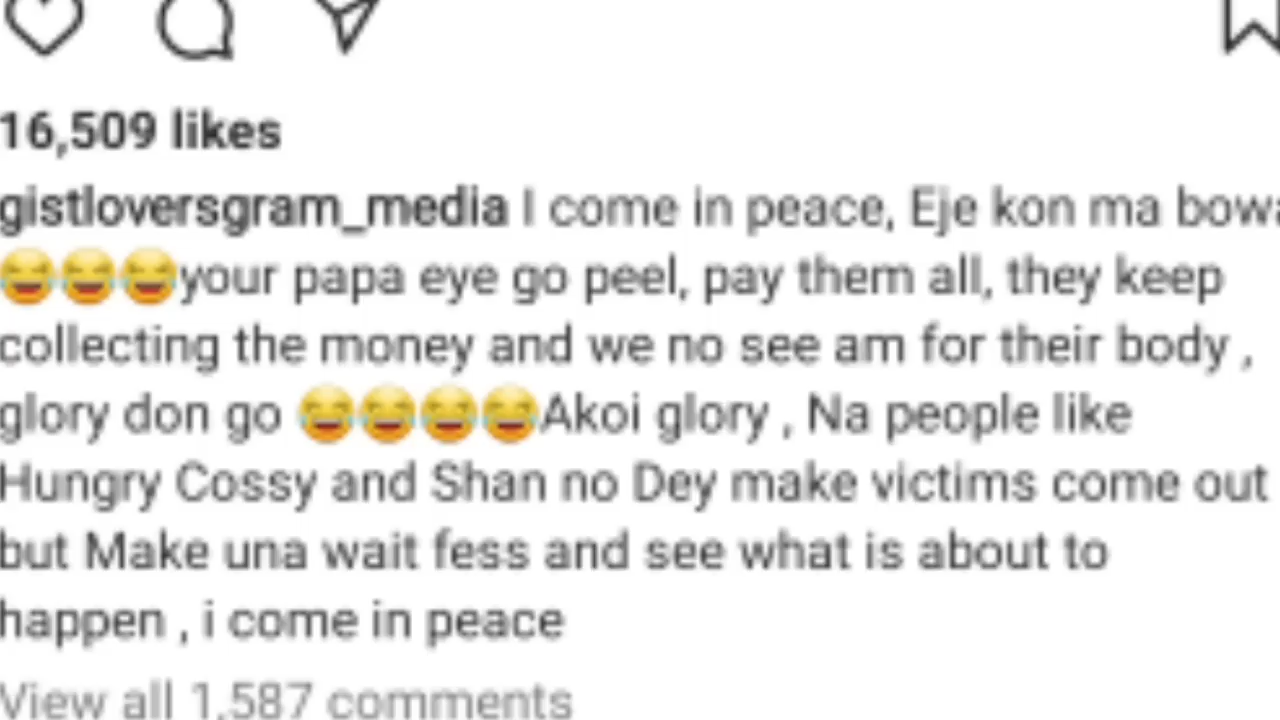 16,509 likes
gistloversgram_media I come in peace, Eje kon ma bows
😂😂😂your papa eye go peel, pay them all, they keep
collecting the money and we no see am for their body ,
glory don go 😂😂😂😂Akoi glory , Na people like
Hungry Cossy and Shan no Dey make victims come out
but Make una wait fess and see what is about to
happen , i come in peace
View all 1,587 comments